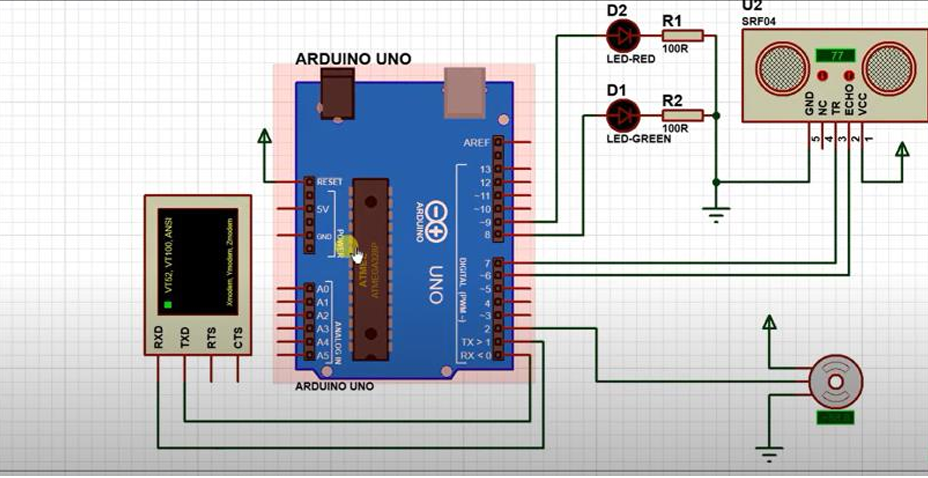 U2
SRF04
D2
R1
LED-RED
100R
77
D1
R2
LED-GREEN
100R
GND
NC
TR
ECHO
VCC
5
4
3
2
1
ARDUINO UNO
AREF
RESET
13
12
~11
5V
~10
~9
GND
8
POWER
ARDUINO
UNO
ATMEGA328P
A0
A1
A2
A3
A4
A5
ANALOG IN
DIGITAL (PWM~)
7
~6
~5
4
~3
2
TX > 1
RX < 0
ARDUINO UNO
VT52, VT100, ANSI
Xmodem, Ymodem, Zmodem
RXD
TXD
RTS
CTS